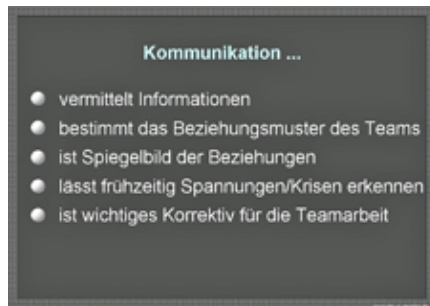 Kommunikation ...
vermittelt Informationen
bestimmt das Beziehungsmuster des Teams
ist Spiegelbild der Beziehungen
lässt frühzeitig Spannungen/Krisen erkennen
ist wichtiges Korrektiv für die Teamarbeit